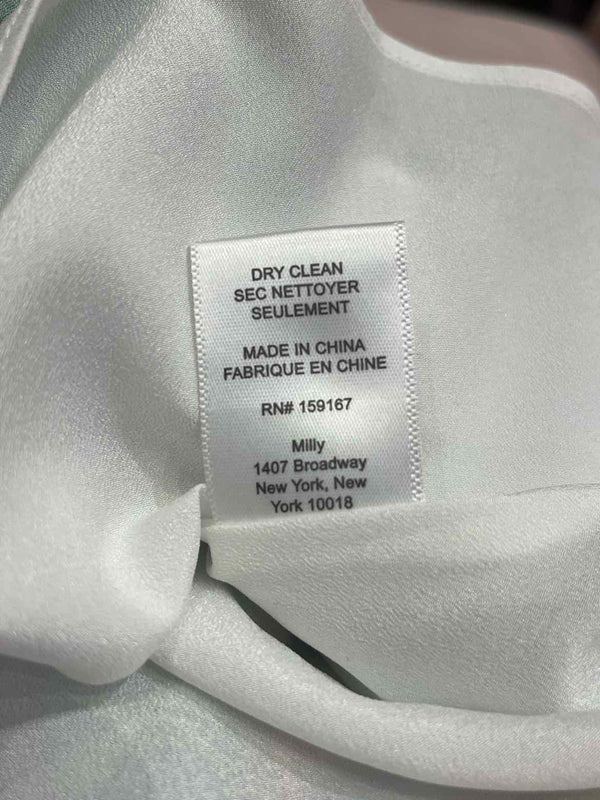 DRY CLEAN
SEC NETTOYER
SEULEMENT
MADE IN CHINA
FABRIQUE EN CHINE
RN# 159167
Milly
1407 Broadway
New York, New
York 10018